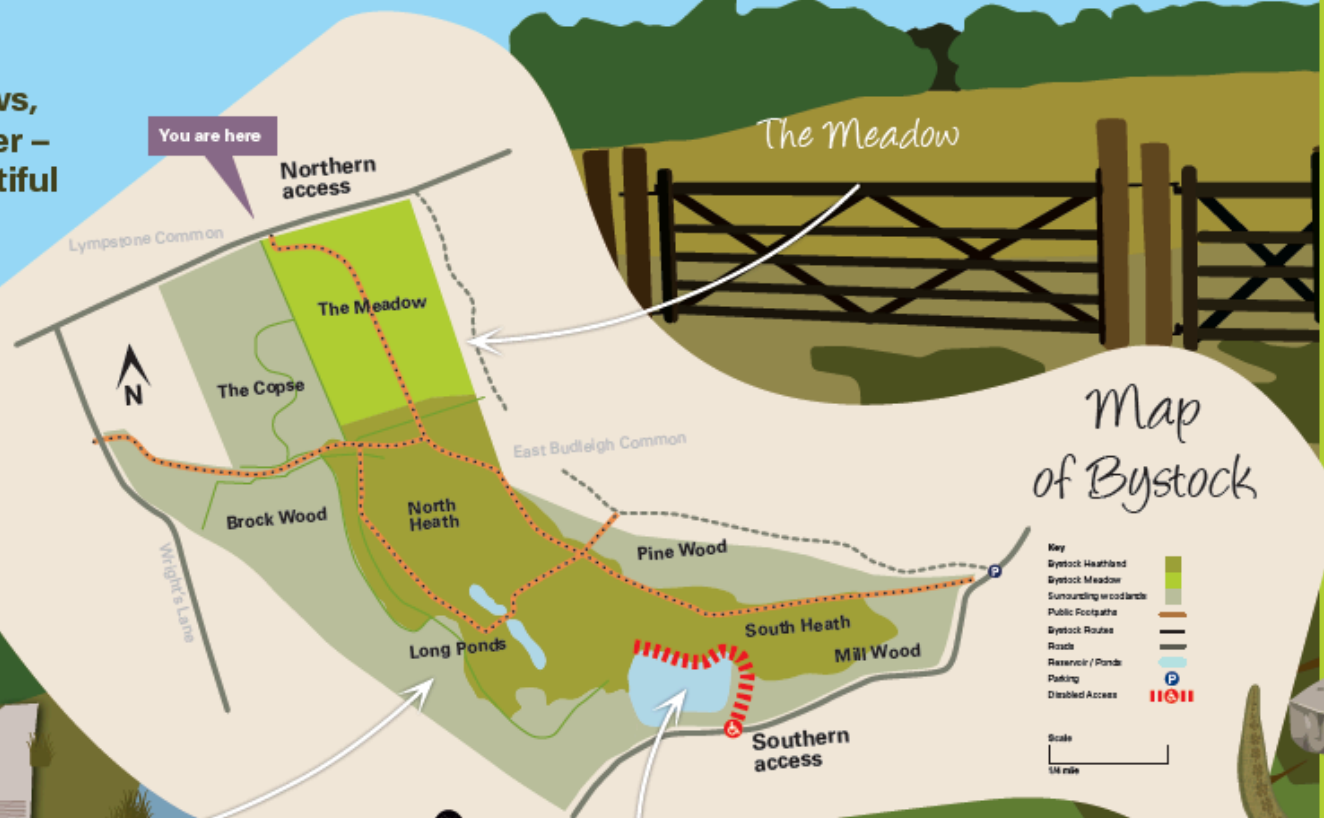 ws,
er –
tiful
You are here
Northern
access
The Meadow
Lympstone Common
The Meadow
The Copse
N
East Budleigh Common
Map
of Bystock
Brock Wood
North
Heath
Pine Wood
Wright's Lane
P
South Heath
Long Ponds
Mill Wood
Southern
access
Key
Bystock Heathland
Bystock Meadow
Surrounding woodlands
Public Footpaths
Bystock Routes
Roads
Reservoir / Ponds
Parking
P
Disabled Access
Scale
1/4 mile